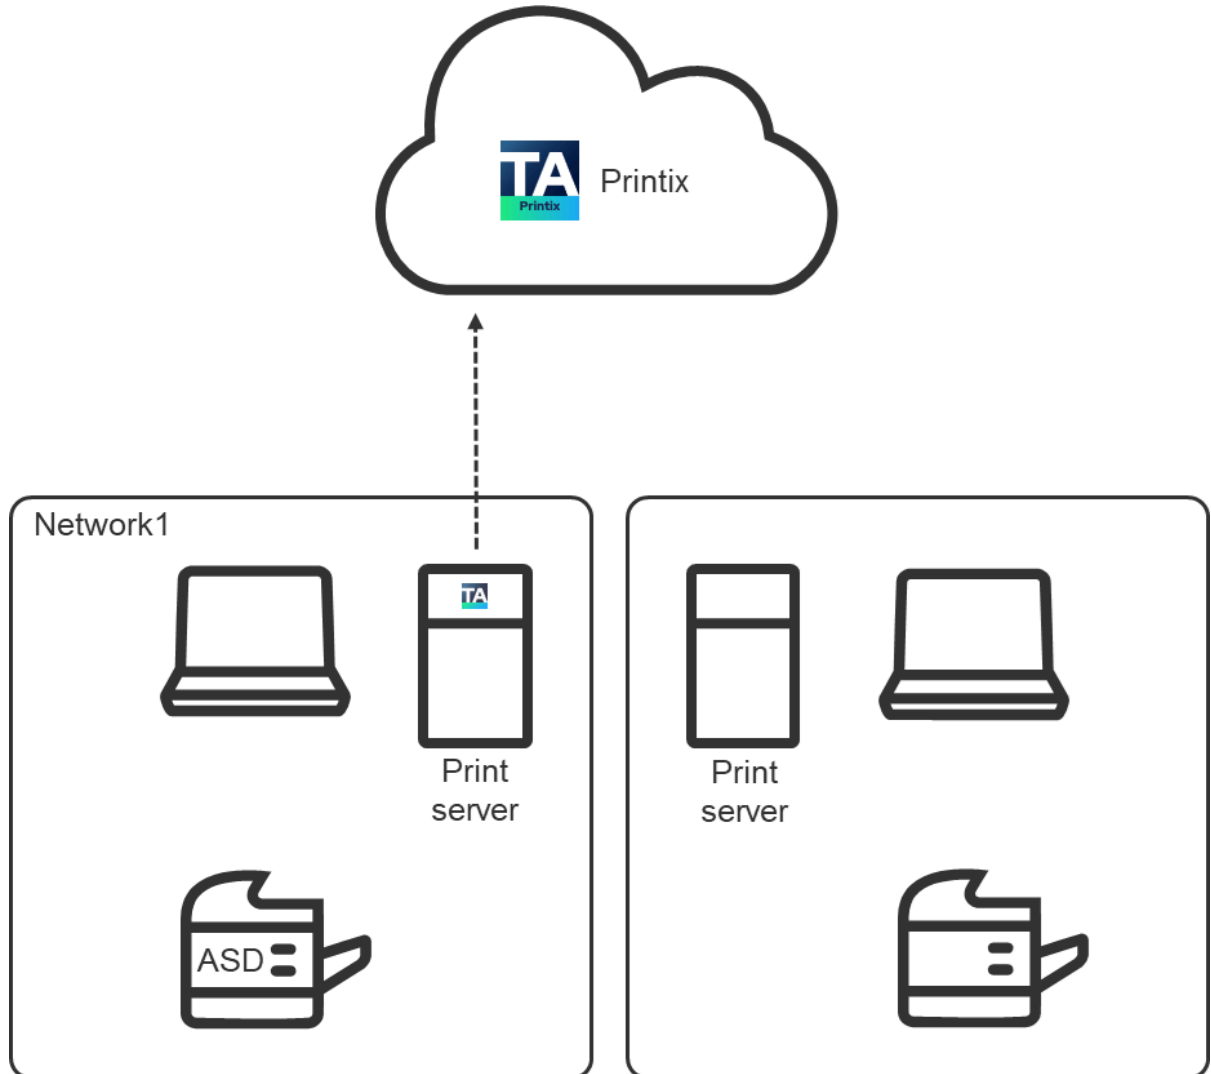 TA
Printix
Printix
Network1
TA
Print
server
Print
server
ASD